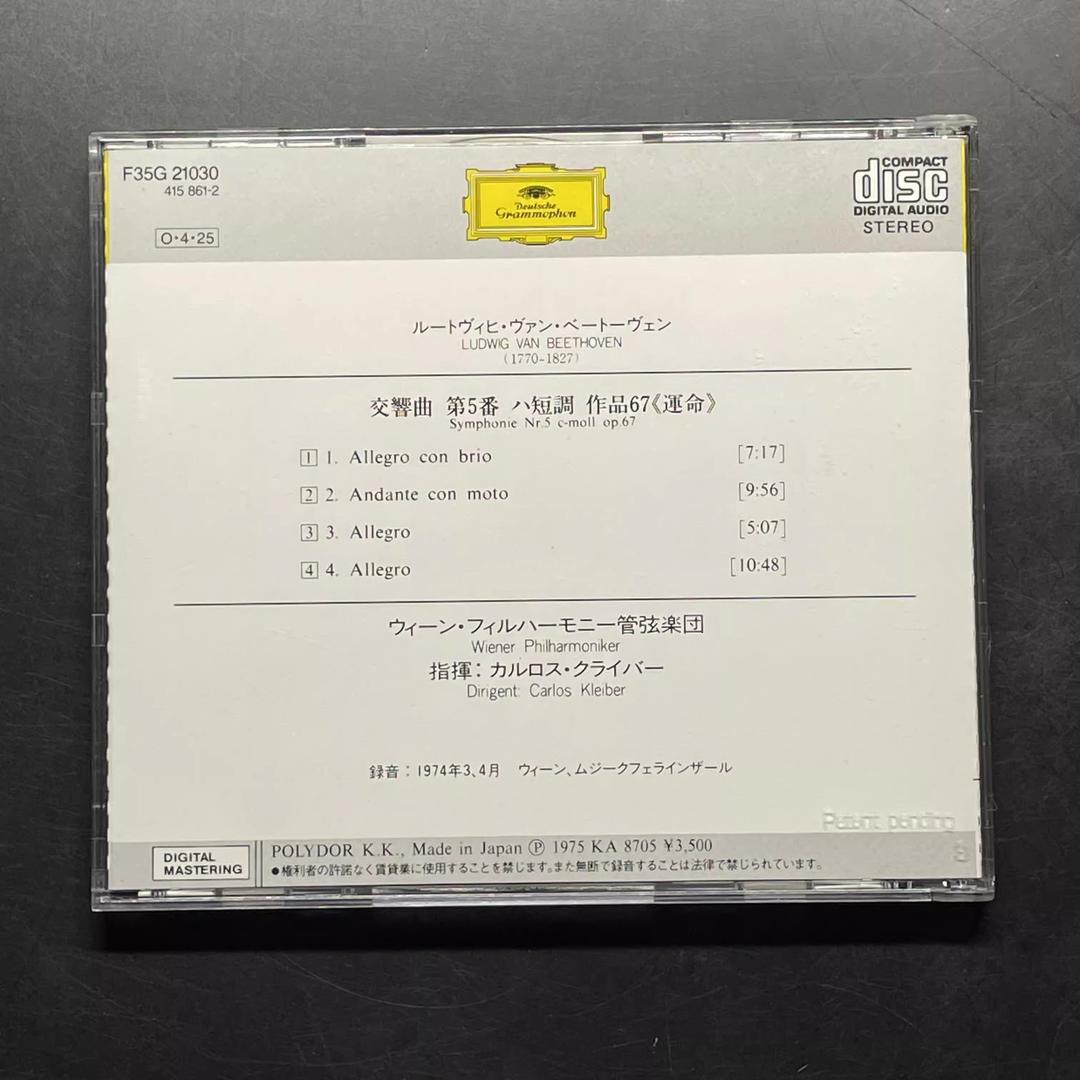 F35G 21030
415 861-2
O・4・25
Deutsche
Grammophon
COMPACT
disc
DIGITAL AUDIO
STEREO
ルートヴィヒ・ヴァン・ベートーヴェン
LUDWIG VAN BEETHOVEN
(1770-1827)
交響曲 第5番 ハ短調 作品67《運命》
Symphonie Nr.5 c-moll op.67
1 1. Allegro con brio [7:17]
2 2. Andante con moto [9:56]
3 3. Allegro [5:07]
4 4. Allegro [10:48]
ウィーン・フィルハーモニー管弦楽団
Wiener Philharmoniker
指揮：カルロス・クライバー
Dirigent: Carlos Kleiber
録音：1974年3、4月 ウィーン、ムジークフェラインザール
Patent pending
DIGITAL
MASTERING
POLYDOR K.K., Made in Japan Ⓟ 1975 KA 8705 ¥3,500
●権利者の許諾なく賃貸業に使用することを禁じます。また無断で録音することは法律で禁じられています。